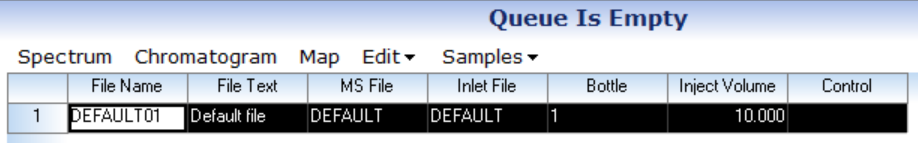 Queue Is Empty
Spectrum Chromatogram Map Edit Samples
File Name File Text MS File Inlet File Bottle Inject Volume Control
1 DEFAULT01 Default file DEFAULT DEFAULT 1 10.000